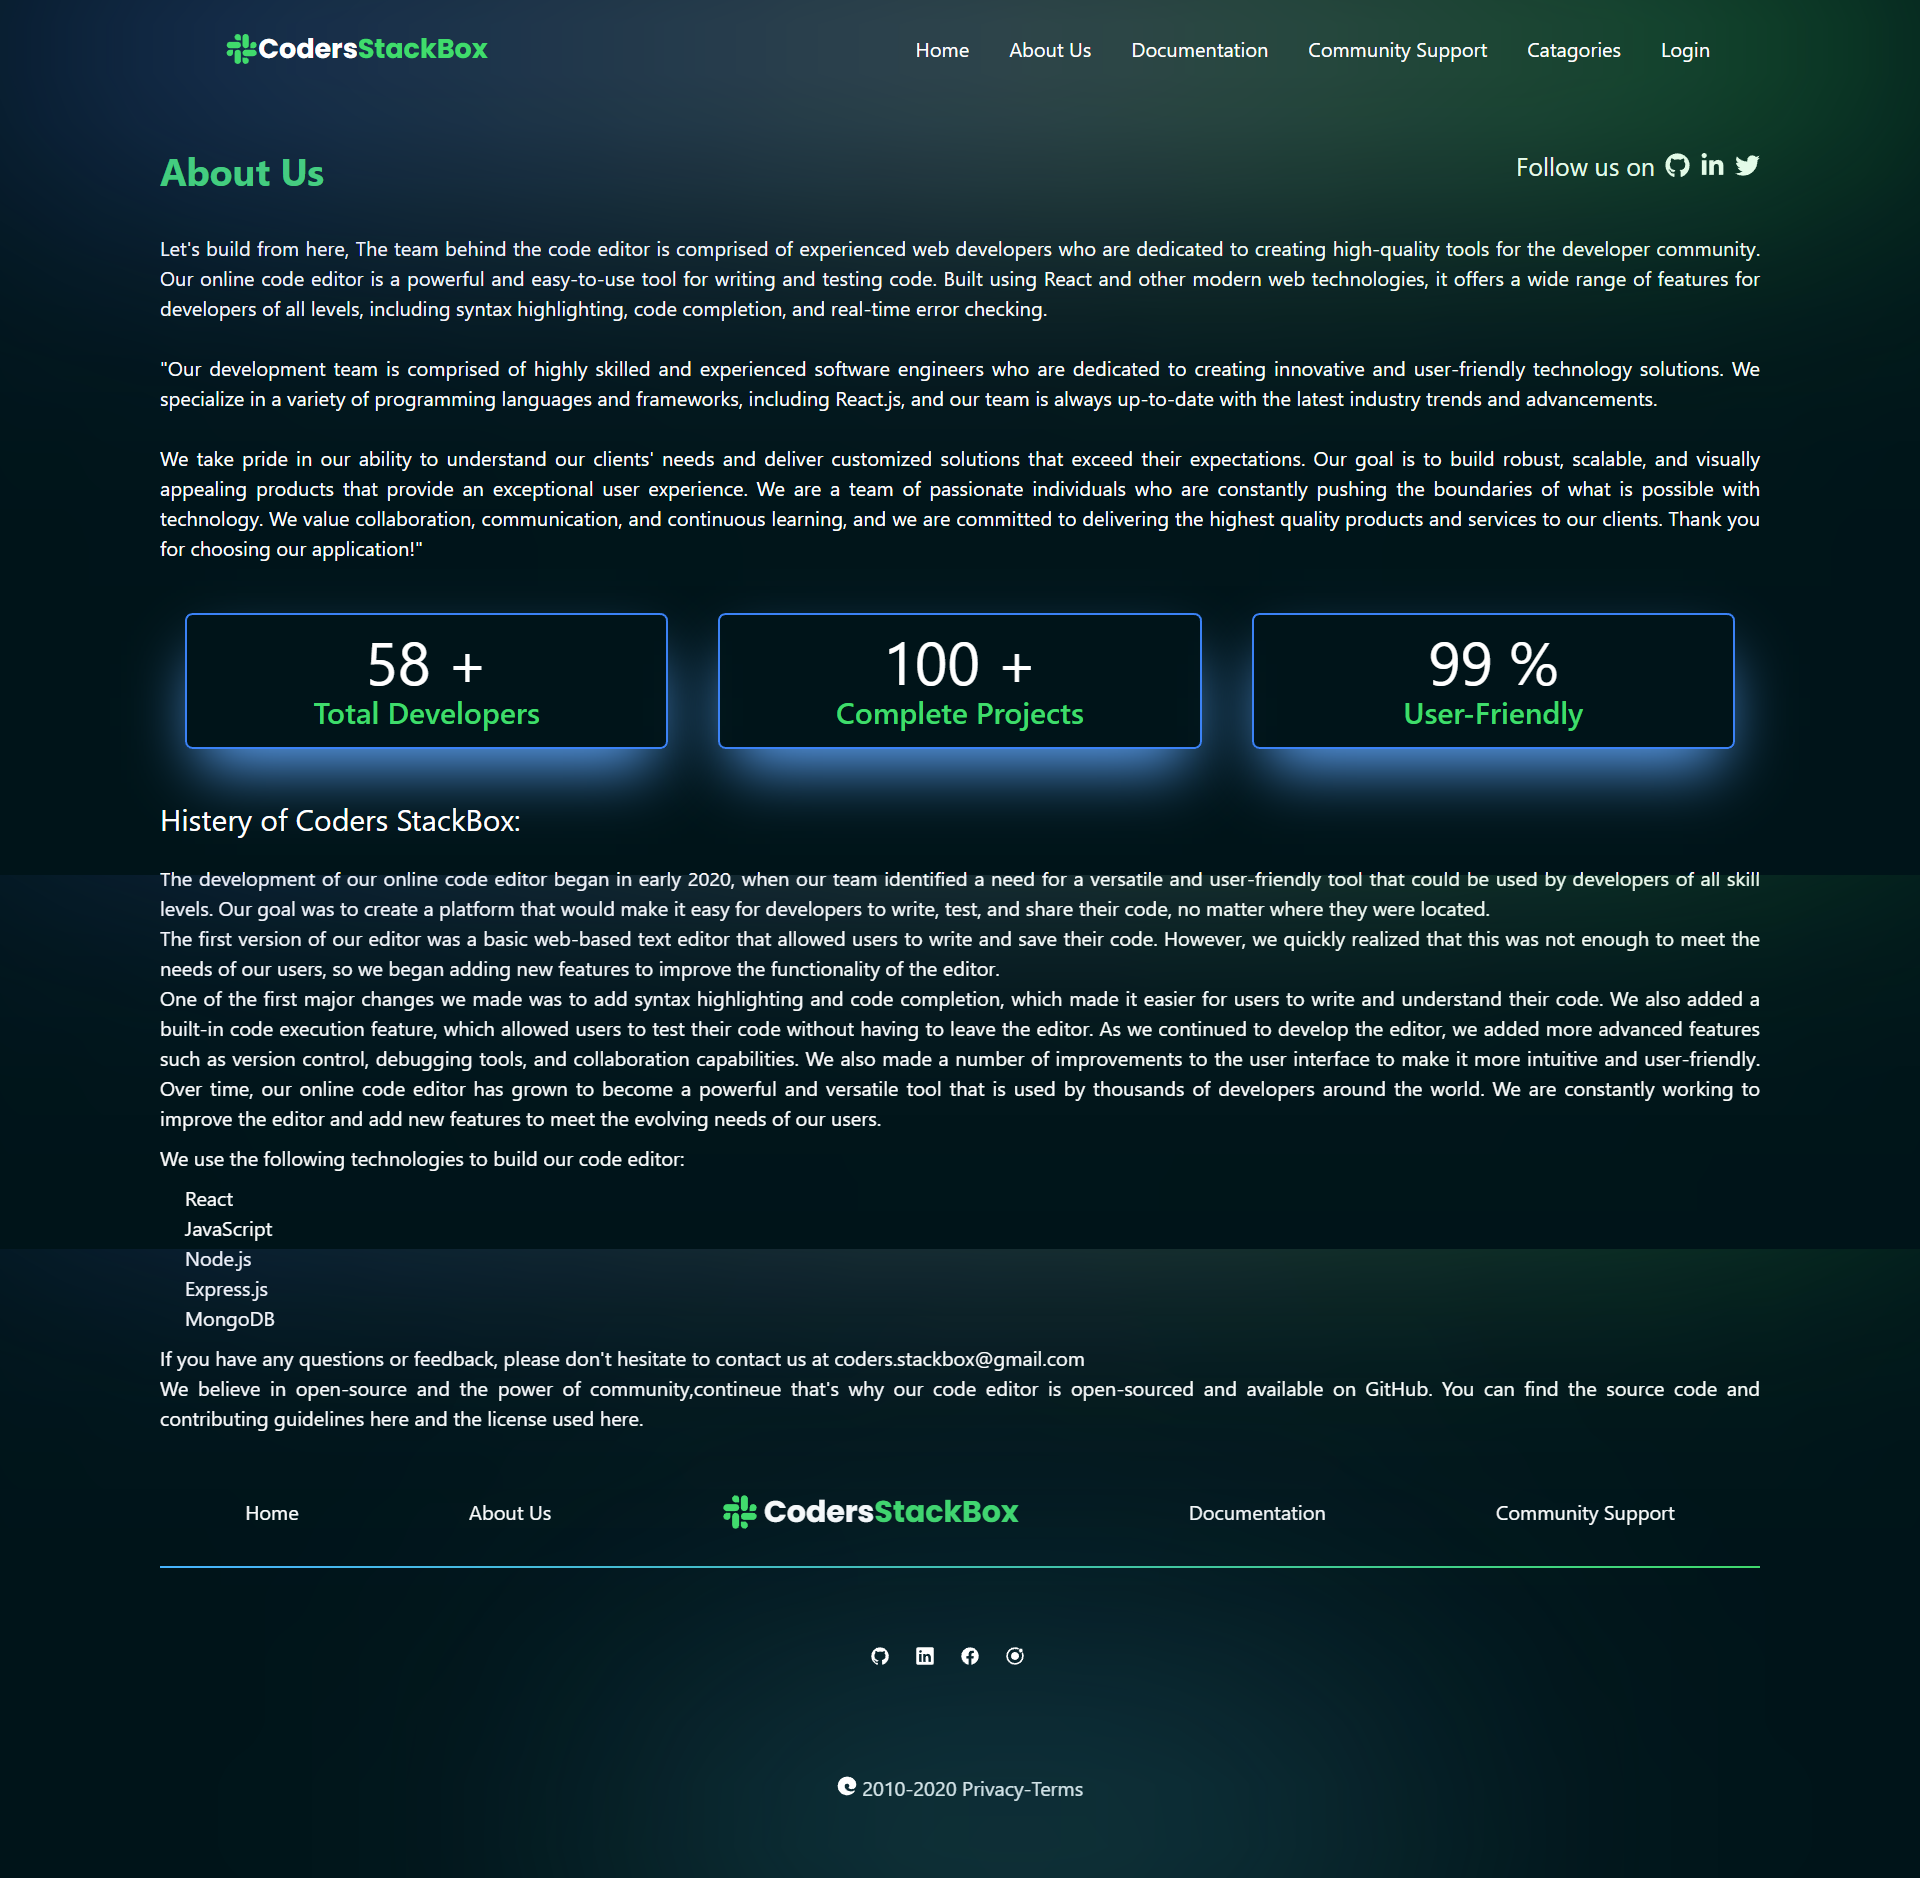 CodersStackBox
Home About Us Documentation Community Support Catagories Login
About Us
Follow us on
Let's build from here, The team behind the code editor is comprised of experienced web developers who are dedicated to creating high-quality tools for the developer community.
Our online code editor is a powerful and easy-to-use tool for writing and testing code. Built using React and other modern web technologies, it offers a wide range of features for
developers of all levels, including syntax highlighting, code completion, and real-time error checking.
"Our development team is comprised of highly skilled and experienced software engineers who are dedicated to creating innovative and user-friendly technology solutions. We
specialize in a variety of programming languages and frameworks, including React.js, and our team is always up-to-date with the latest industry trends and advancements.
We take pride in our ability to understand our clients' needs and deliver customized solutions that exceed their expectations. Our goal is to build robust, scalable, and visually
appealing products that provide an exceptional user experience. We are a team of passionate individuals who are constantly pushing the boundaries of what is possible with
technology. We value collaboration, communication, and continuous learning, and we are committed to delivering the highest quality products and services to our clients. Thank you
for choosing our application!"
58 +
Total Developers
100 +
Complete Projects
99 %
User-Friendly
Histery of Coders StackBox:
The development of our online code editor began in early 2020, when our team identified a need for a versatile and user-friendly tool that could be used by developers of all skill
levels. Our goal was to create a platform that would make it easy for developers to write, test, and share their code, no matter where they were located.
The first version of our editor was a basic web-based text editor that allowed users to write and save their code. However, we quickly realized that this was not enough to meet the
needs of our users, so we began adding new features to improve the functionality of the editor.
One of the first major changes we made was to add syntax highlighting and code completion, which made it easier for users to write and understand their code. We also added a
built-in code execution feature, which allowed users to test their code without having to leave the editor. As we continued to develop the editor, we added more advanced features
such as version control, debugging tools, and collaboration capabilities. We also made a number of improvements to the user interface to make it more intuitive and user-friendly.
Over time, our online code editor has grown to become a powerful and versatile tool that is used by thousands of developers around the world. We are constantly working to
improve the editor and add new features to meet the evolving needs of our users.
We use the following technologies to build our code editor:
React
JavaScript
Node.js
Express.js
MongoDB
If you have any questions or feedback, please don't hesitate to contact us at coders.stackbox@gmail.com
We believe in open-source and the power of community,contineue that's why our code editor is open-sourced and available on GitHub. You can find the source code and
contributing guidelines here and the license used here.
Home About Us CodersStackBox Documentation Community Support
2010-2020 Privacy-Terms